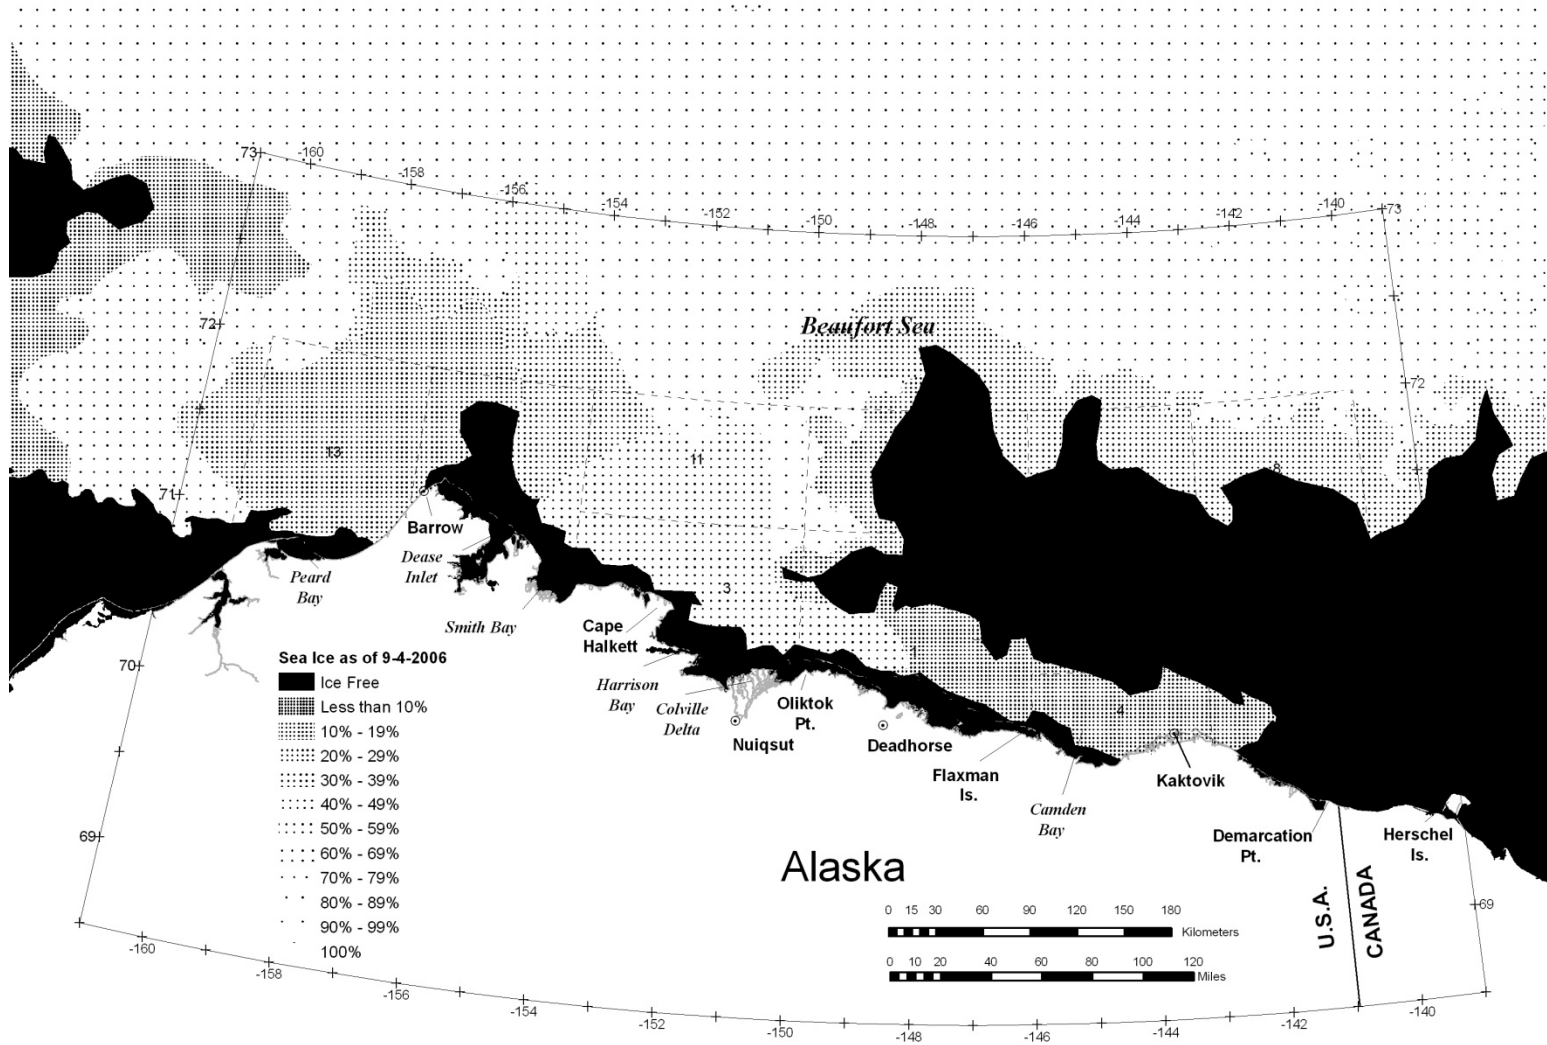 73
-160
-158
-156
-154
-152
-150
-148
-146
-144
-142
-140
73
72
Beaufort Sea
72
13
11
8
71
Barrow
Dease
Inlet
Peard
Bay
3
Smith Bay
Cape
Halkett
1
70
Sea Ice as of 9-4-2006
Ice Free
Less than 10%
10% - 19%
20% - 29%
30% - 39%
40% - 49%
50% - 59%
60% - 69%
70% - 79%
80% - 89%
90% - 99%
100%
Harrison
Bay
Colville
Delta
Oliktok
Pt.
Nuiqsut
Deadhorse
4
Flaxman
Is.
Kaktovik
Camden
Bay
Demarcation
Pt.
Herschel
Is.
69
Alaska
U.S.A.
CANADA
69
0 15 30 60 90 120 150 180
Kilometers
0 10 20 40 60 80 100 120
Miles
-160
-158
-156
-154
-152
-150
-148
-146
-144
-142
-140